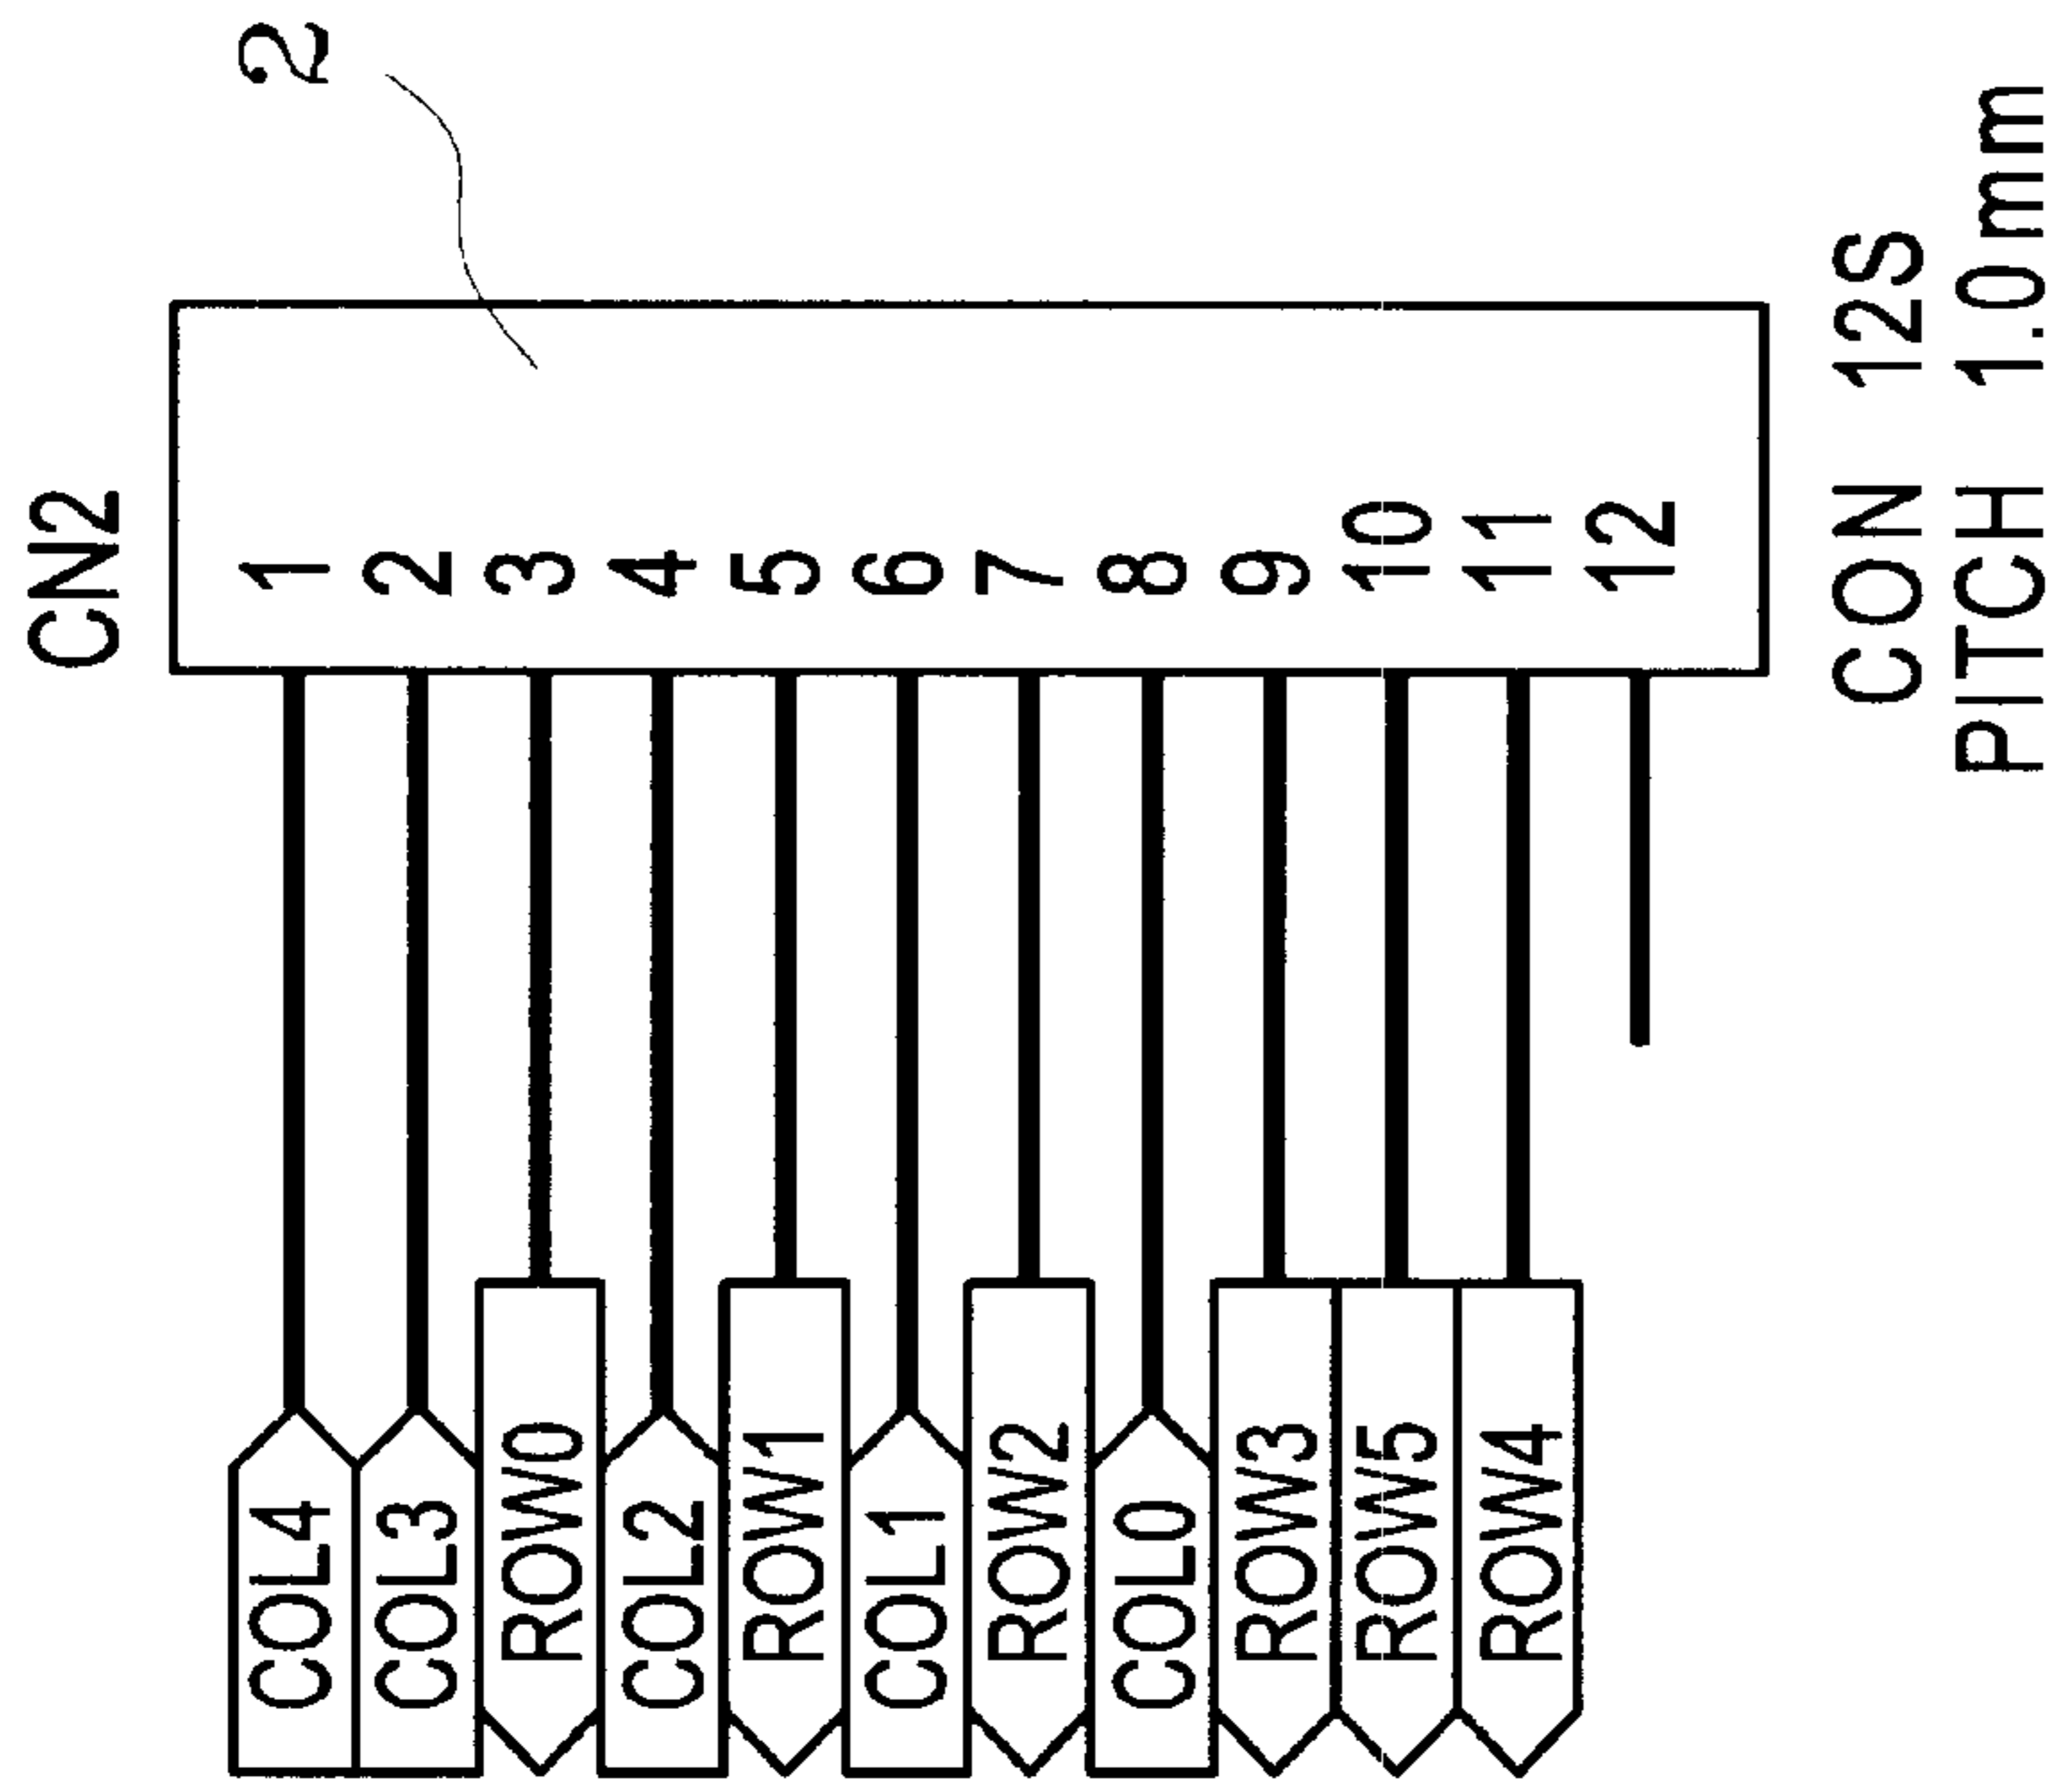 CN2
2
1
2
3
4
5
6
7
8
9
10
11
12
COL4
COL3
ROW0
COL2
ROW1
COL1
ROW2
COL0
ROW3
ROW5
ROW4
CON 12S
PITCH 1.0mm